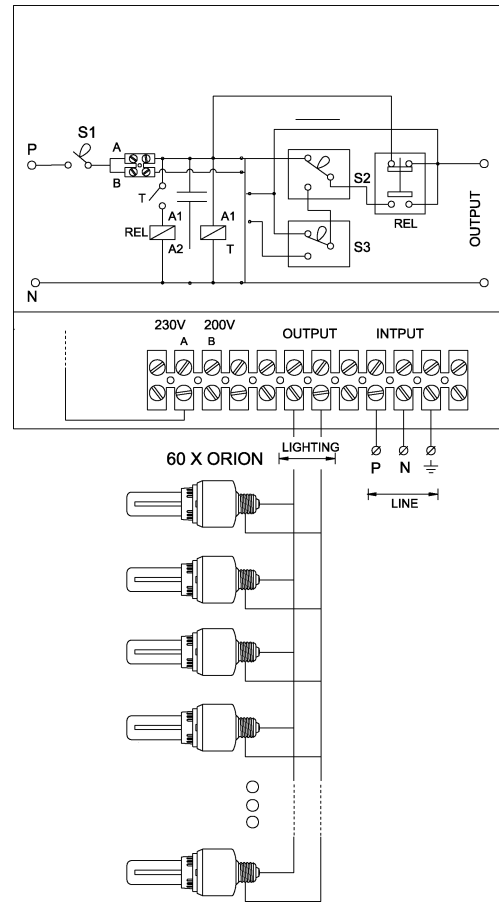 S1
P
A
B
T
A1
A1
REL
A2
T
S2
S3
REL
OUTPUT
N
230V 200V
A B
OUTPUT INTPUT
LIGHTING
60 X ORION
P N
LINE